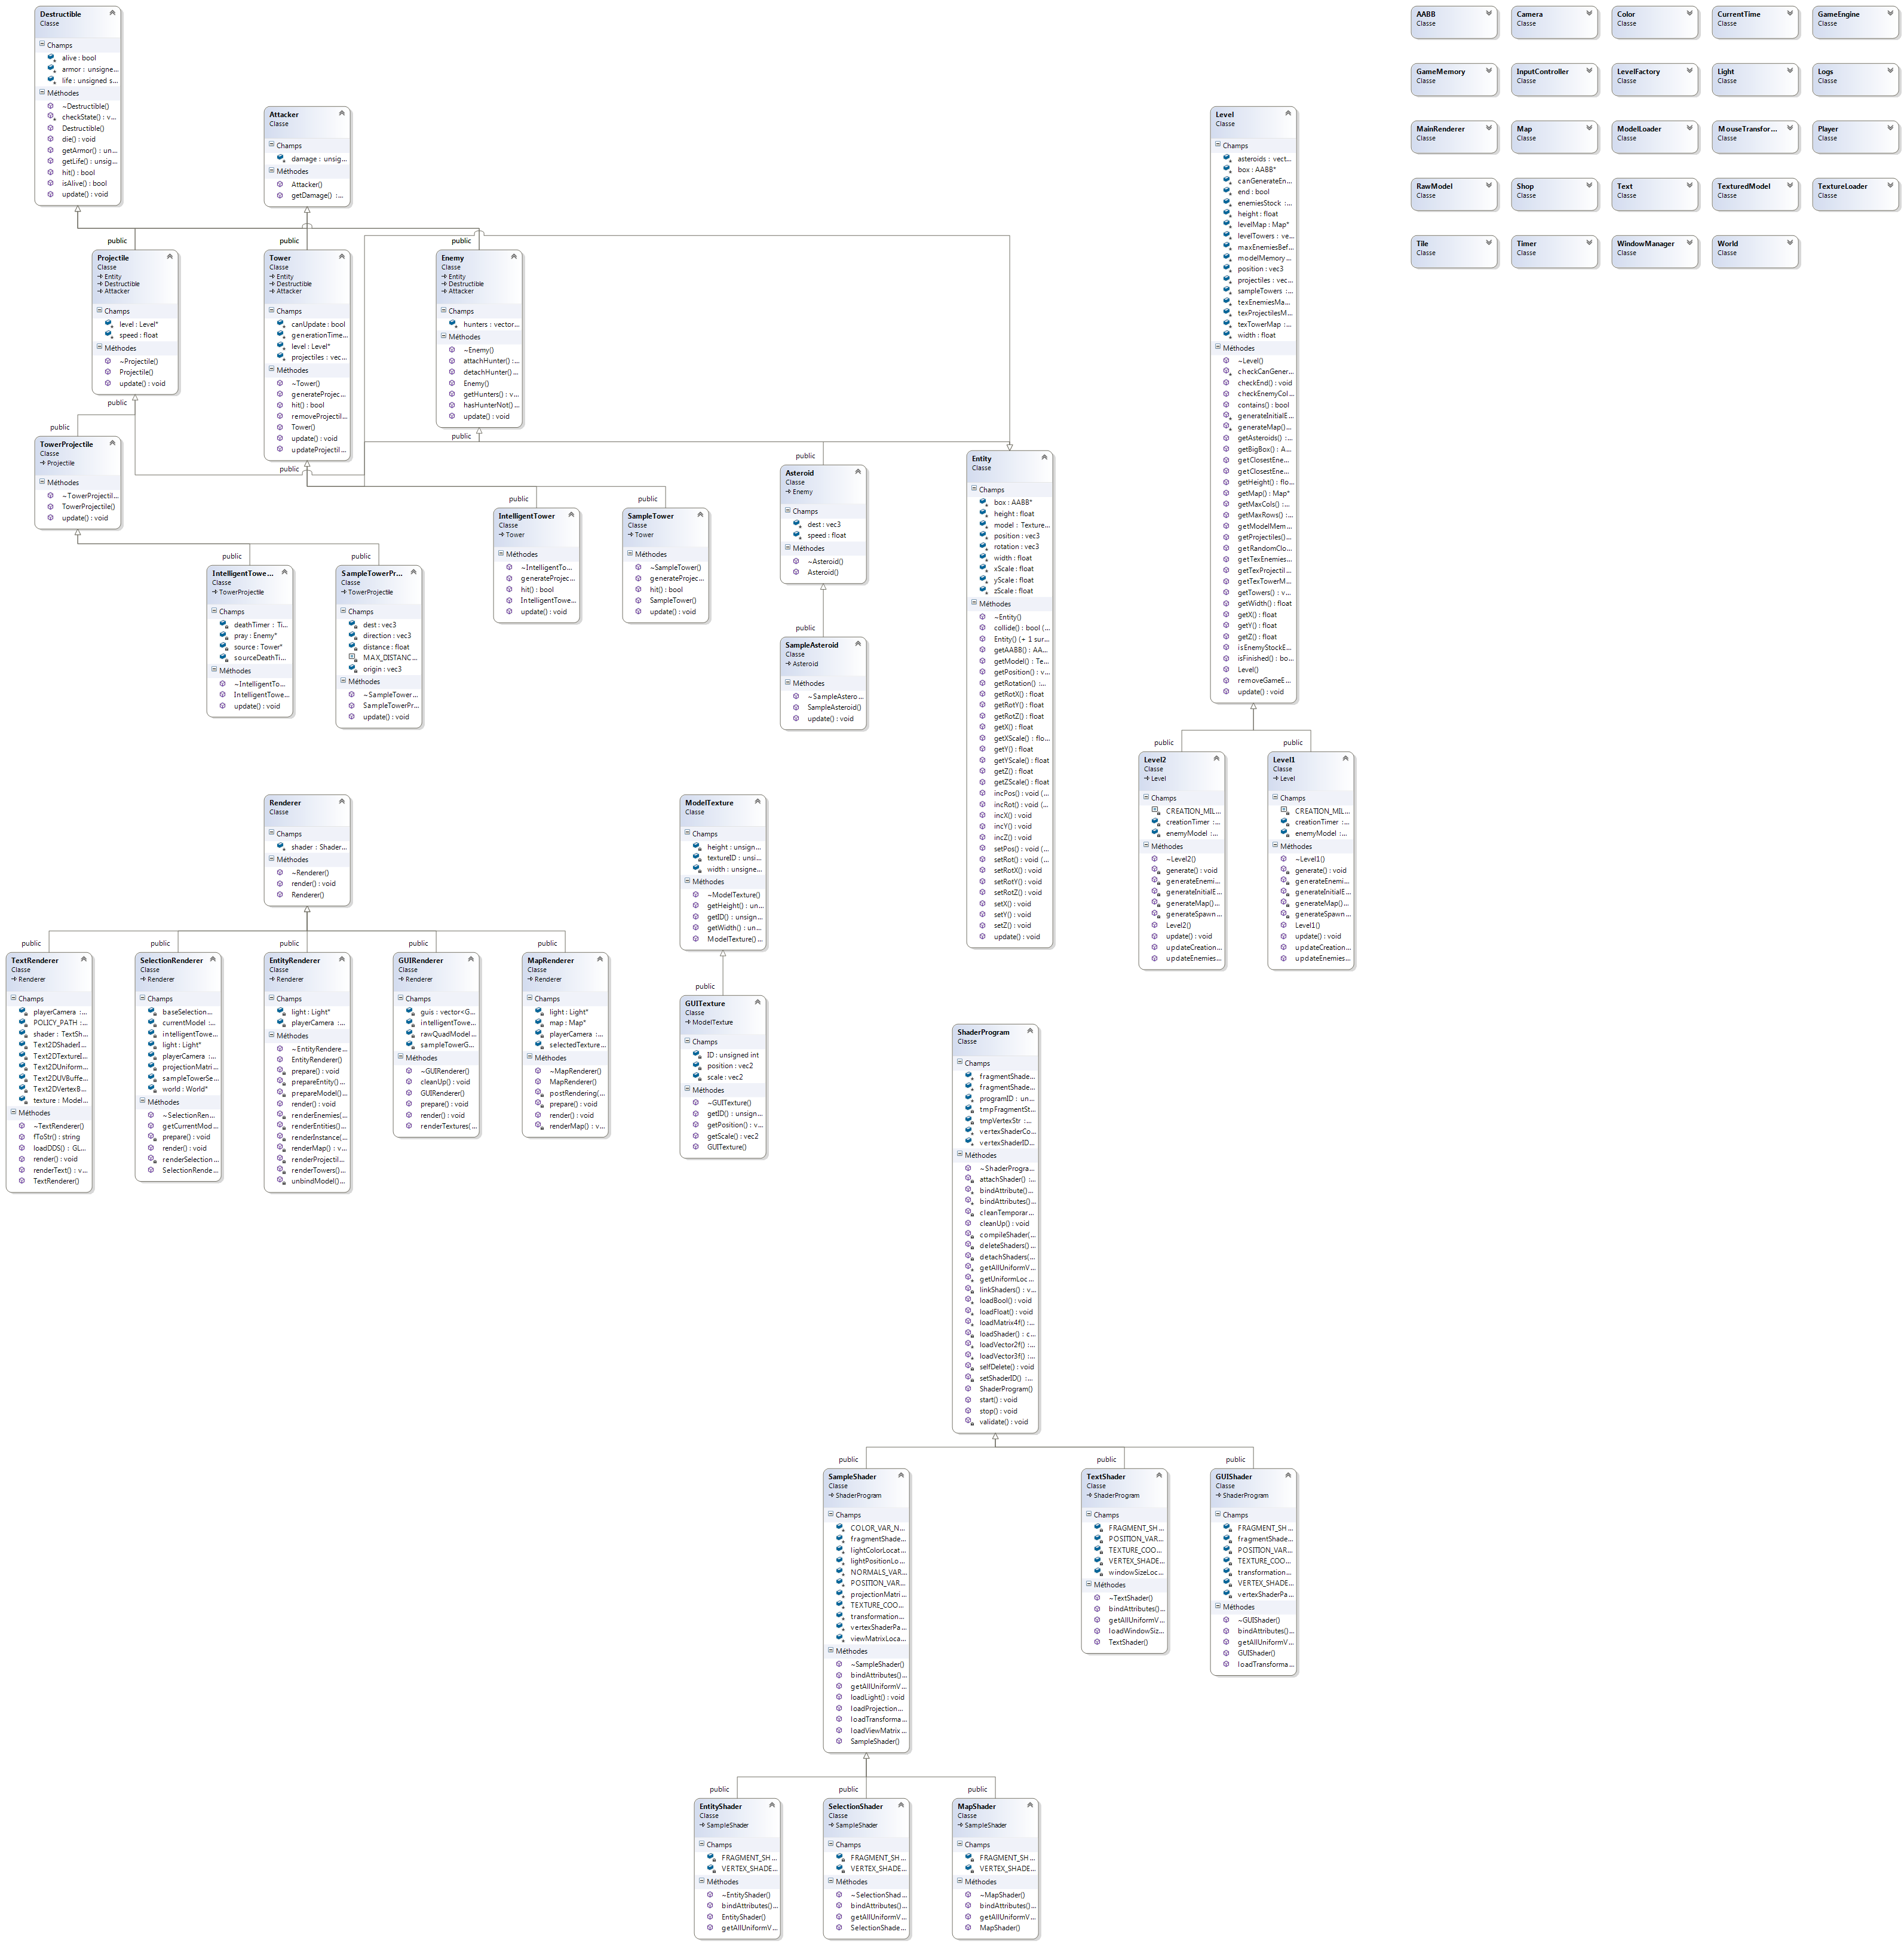 Destructible
Classe
Champs
alive : bool
armor : unsigne...
life : unsigned s...
Méthodes
~Destructible()
checkState() : v...
Destructible()
die() : void
getArmor() : un...
getLife() : unsig...
hit() : bool
isAlive() : bool
update() : void
Attacker
Classe
Champs
damage : unsig...
Méthodes
Attacker()
getDamage() :...
public
public
public
Projectile
Classe
Entity
Destructible
Attacker
Champs
level : Level*
speed : float
Méthodes
~Projectile()
Projectile()
update() : void
Tower
Classe
Entity
Destructible
Attacker
Champs
canUpdate : bool
generationTime...
level : Level*
projectiles : vec...
Méthodes
~Tower()
generateProjec...
hit() : bool
removeProjectil...
Tower()
update() : void
updateProjectil...
Enemy
Classe
Entity
Destructible
Attacker
Champs
hunters : vector...
Méthodes
~Enemy()
attachHunter() :...
detachHunter()...
Enemy()
getHunters() : v...
hasHunterNot()...
update() : void
public
public
public
public
TowerProjectile
Classe
Projectile
Méthodes
~TowerProjectil...
TowerProjectile()
update() : void
public
IntelligentTowe...
Classe
TowerProjectile
Champs
deathTimer : Ti...
pray : Enemy*
source : Tower*
sourceDeathTi...
Méthodes
~IntelligentTo...
IntelligentTowe...
update() : void
public
SampleTowerPr...
Classe
TowerProjectile
Champs
dest : vec3
direction : vec3
distance : float
MAX_DISTANC...
origin : vec3
Méthodes
~SampleTower...
SampleTowerPr...
update() : void
public
IntelligentTower
Classe
Tower
Méthodes
~IntelligentTo...
generateProjec...
hit() : bool
IntelligentTowe...
update() : void
public
SampleTower
Classe
Tower
Méthodes
~SampleTower()
generateProjec...
hit() : bool
SampleTower()
update() : void
public
Asteroid
Classe
Enemy
Champs
dest : vec3
speed : float
Méthodes
~Asteroid()
Asteroid()
public
SampleAsteroid
Classe
Asteroid
Méthodes
~SampleAstero...
SampleAsteroid()
update() : void
Entity
Classe
Champs
box : AABB*
height : float
model : Texture...
position : vec3
rotation : vec3
width : float
xScale : float
yScale : float
zScale : float
Méthodes
~Entity()
collide() : bool (...
Entity() (+ 1 sur...
getAABB() : AA...
getModel() : Te...
getPosition() : v...
getRotation() :...
getRotX() : float
getRotY() : float
getRotZ() : float
getX() : float
getXScale() : flo...
getY() : float
getYScale() : float
getZ() : float
getZScale() : float
incPos() : void (...
incRot() : void (...
incX() : void
incY() : void
incZ() : void
setPos() : void (...
setRot() : void (...
setRotX() : void
setRotY() : void
setRotZ() : void
setX() : void
setY() : void
setZ() : void
update() : void
Level
Classe
Champs
asteroids : vect...
box : AABB*
canGenerateEn...
end : bool
enemiesStock :...
height : float
levelMap : Map*
levelTowers : ve...
maxEnemiesBef...
modelMemory...
position : vec3
projectiles : vec...
sampleTowers :...
texEnemiesMa...
texProjectilesM...
texTowerMap :...
width : float
Méthodes
~Level()
checkCanGener...
checkEnd() : void
checkEnemyCol...
contains() : bool
generateInitialE...
generateMap()...
getAsteroids() :...
getBigBox() : A...
getClosestEne...
getClosestEne...
getHeight() : flo...
getMap() : Map*
getMaxCols() :...
getMaxRows() :...
getModelMem...
getProjectiles()...
getRandomClo...
getTexEnemies...
getTexProjectil...
getTexTowerM...
getTowers() : v...
getWidth() : float
getX() : float
getY() : float
getZ() : float
isEnemyStockE...
isFinished() : bo...
Level()
removeGameE...
update() : void
public
Level2
Classe
Level
Champs
CREATION_MIL...
creationTimer :...
enemyModel :...
Méthodes
~Level2()
generate() : void
generateEnemi...
generateInitialE...
generateMap()...
generateSpawn...
Level2()
update() : void
updateCreation...
updateEnemies...
public
Level1
Classe
Level
Champs
CREATION_MIL...
creationTimer :...
enemyModel :...
Méthodes
~Level1()
generate() : void
generateEnemi...
generateInitialE...
generateMap()...
generateSpawn...
Level1()
update() : void
updateCreation...
updateEnemies...
AABB
Classe
Camera
Classe
Color
Classe
CurrentTime
Classe
GameEngine
Classe
GameMemory
Classe
InputController
Classe
LevelFactory
Classe
Light
Classe
Logs
Classe
MainRenderer
Classe
Map
Classe
ModelLoader
Classe
MouseTransfor...
Classe
Player
Classe
RawModel
Classe
Shop
Classe
Text
Classe
TexturedModel
Classe
TextureLoader
Classe
Tile
Classe
Timer
Classe
WindowManager
Classe
World
Classe
Renderer
Classe
Champs
shader : Shader...
Méthodes
~Renderer()
render() : void
Renderer()
public
TextRenderer
Classe
Renderer
Champs
playerCamera :...
POLICY_PATH :...
shader : TextSh...
Text2DShaderI...
Text2DTextureI...
Text2DUniform...
Text2DUVBuffe...
Text2DVertexB...
texture : Model...
Méthodes
~TextRenderer()
fToStr() : string
loadDDS() : GL...
render() : void
renderText() : v...
TextRenderer()
public
SelectionRenderer
Classe
Renderer
Champs
baseSelection...
currentModel :...
intelligentTowe...
light : Light*
playerCamera :...
projectionMatri...
sampleTowerSe...
world : World*
Méthodes
~SelectionRen...
getCurrentMod...
prepare() : void
render() : void
renderSelection...
SelectionRende...
public
EntityRenderer
Classe
Renderer
Champs
light : Light*
playerCamera :...
Méthodes
~EntityRendere...
EntityRenderer()
prepare() : void
prepareEntity()...
prepareModel()...
render() : void
renderEnemies(...
renderEntities()...
renderInstance(...
renderMap() : v...
renderProjectil...
renderTowers()...
unbindModel()...
public
GUIRenderer
Classe
Renderer
Champs
guis : vector<G...
intelligentTowe...
rawQuadModel...
sampleTowerG...
Méthodes
~GUIRenderer()
cleanUp() : void
GUIRenderer()
prepare() : void
render() : void
renderTextures(...
public
MapRenderer
Classe
Renderer
Champs
light : Light*
map : Map*
playerCamera :...
selectedTexture...
Méthodes
~MapRenderer()
MapRenderer()
postRendering(...
prepare() : void
render() : void
renderMap() : v...
ModelTexture
Classe
Champs
height : unsign...
textureID : unsi...
width : unsigne...
Méthodes
~ModelTexture()
getHeight() : un...
getID() : unsign...
getWidth() : un...
ModelTexture()...
public
GUITexture
Classe
ModelTexture
Champs
ID : unsigned int
position : vec2
scale : vec2
Méthodes
~GUITexture()
getID() : unsign...
getPosition() : v...
getScale() : vec2
GUITexture()
ShaderProgram
Classe
Champs
fragmentShade...
fragmentShade...
programID : un...
tmpFragmentSt...
tmpVertexStr :...
vertexShaderCo...
vertexShaderID...
Méthodes
~ShaderProgra...
attachShader() :...
bindAttribute()...
bindAttributes()...
cleanTemporar...
cleanUp() : void
compileShader(...
deleteShaders()...
detachShaders(...
getAllUniformV...
getUniformLoc...
linkShaders() : v...
loadBool() : void
loadFloat() : void
loadMatrix4f() :...
loadShader() : c...
loadVector2f() :...
loadVector3f() :...
selfDelete() : void
setShaderID() :...
ShaderProgram()
start() : void
stop() : void
validate() : void
public
SampleShader
Classe
ShaderProgram
Champs
COLOR_VAR_N...
fragmentShade...
lightColorLocat...
lightPositionLo...
NORMALS_VAR...
POSITION_VAR...
projectionMatri...
TEXTURE_COO...
transformation...
vertexShaderPa...
viewMatrixLoca...
Méthodes
~SampleShader()
bindAttributes()...
getAllUniformV...
loadLight() : void
loadProjection...
loadTransforma...
loadViewMatrix...
SampleShader()
public
TextShader
Classe
ShaderProgram
Champs
FRAGMENT_SH...
POSITION_VAR...
TEXTURE_COO...
VERTEX_SHADE...
windowSizeLoc...
Méthodes
~TextShader()
bindAttributes()...
getAllUniformV...
loadWindowSiz...
TextShader()
public
GUIShader
Classe
ShaderProgram
Champs
FRAGMENT_SH...
fragmentShade...
POSITION_VAR...
TEXTURE_COO...
transformation...
VERTEX_SHADE...
vertexShaderPa...
Méthodes
~GUIShader()
bindAttributes()...
getAllUniformV...
GUIShader()
loadTransforma...
public
EntityShader
Classe
SampleShader
Champs
FRAGMENT_SH...
VERTEX_SHADE...
Méthodes
~EntityShader()
bindAttributes()...
EntityShader()
getAllUniformV...
public
SelectionShader
Classe
SampleShader
Champs
FRAGMENT_SH...
VERTEX_SHADE...
Méthodes
~SelectionShad...
bindAttributes()...
getAllUniformV...
SelectionShade...
public
MapShader
Classe
SampleShader
Champs
FRAGMENT_SH...
VERTEX_SHADE...
Méthodes
~MapShader()
bindAttributes()...
getAllUniformV...
MapShader()